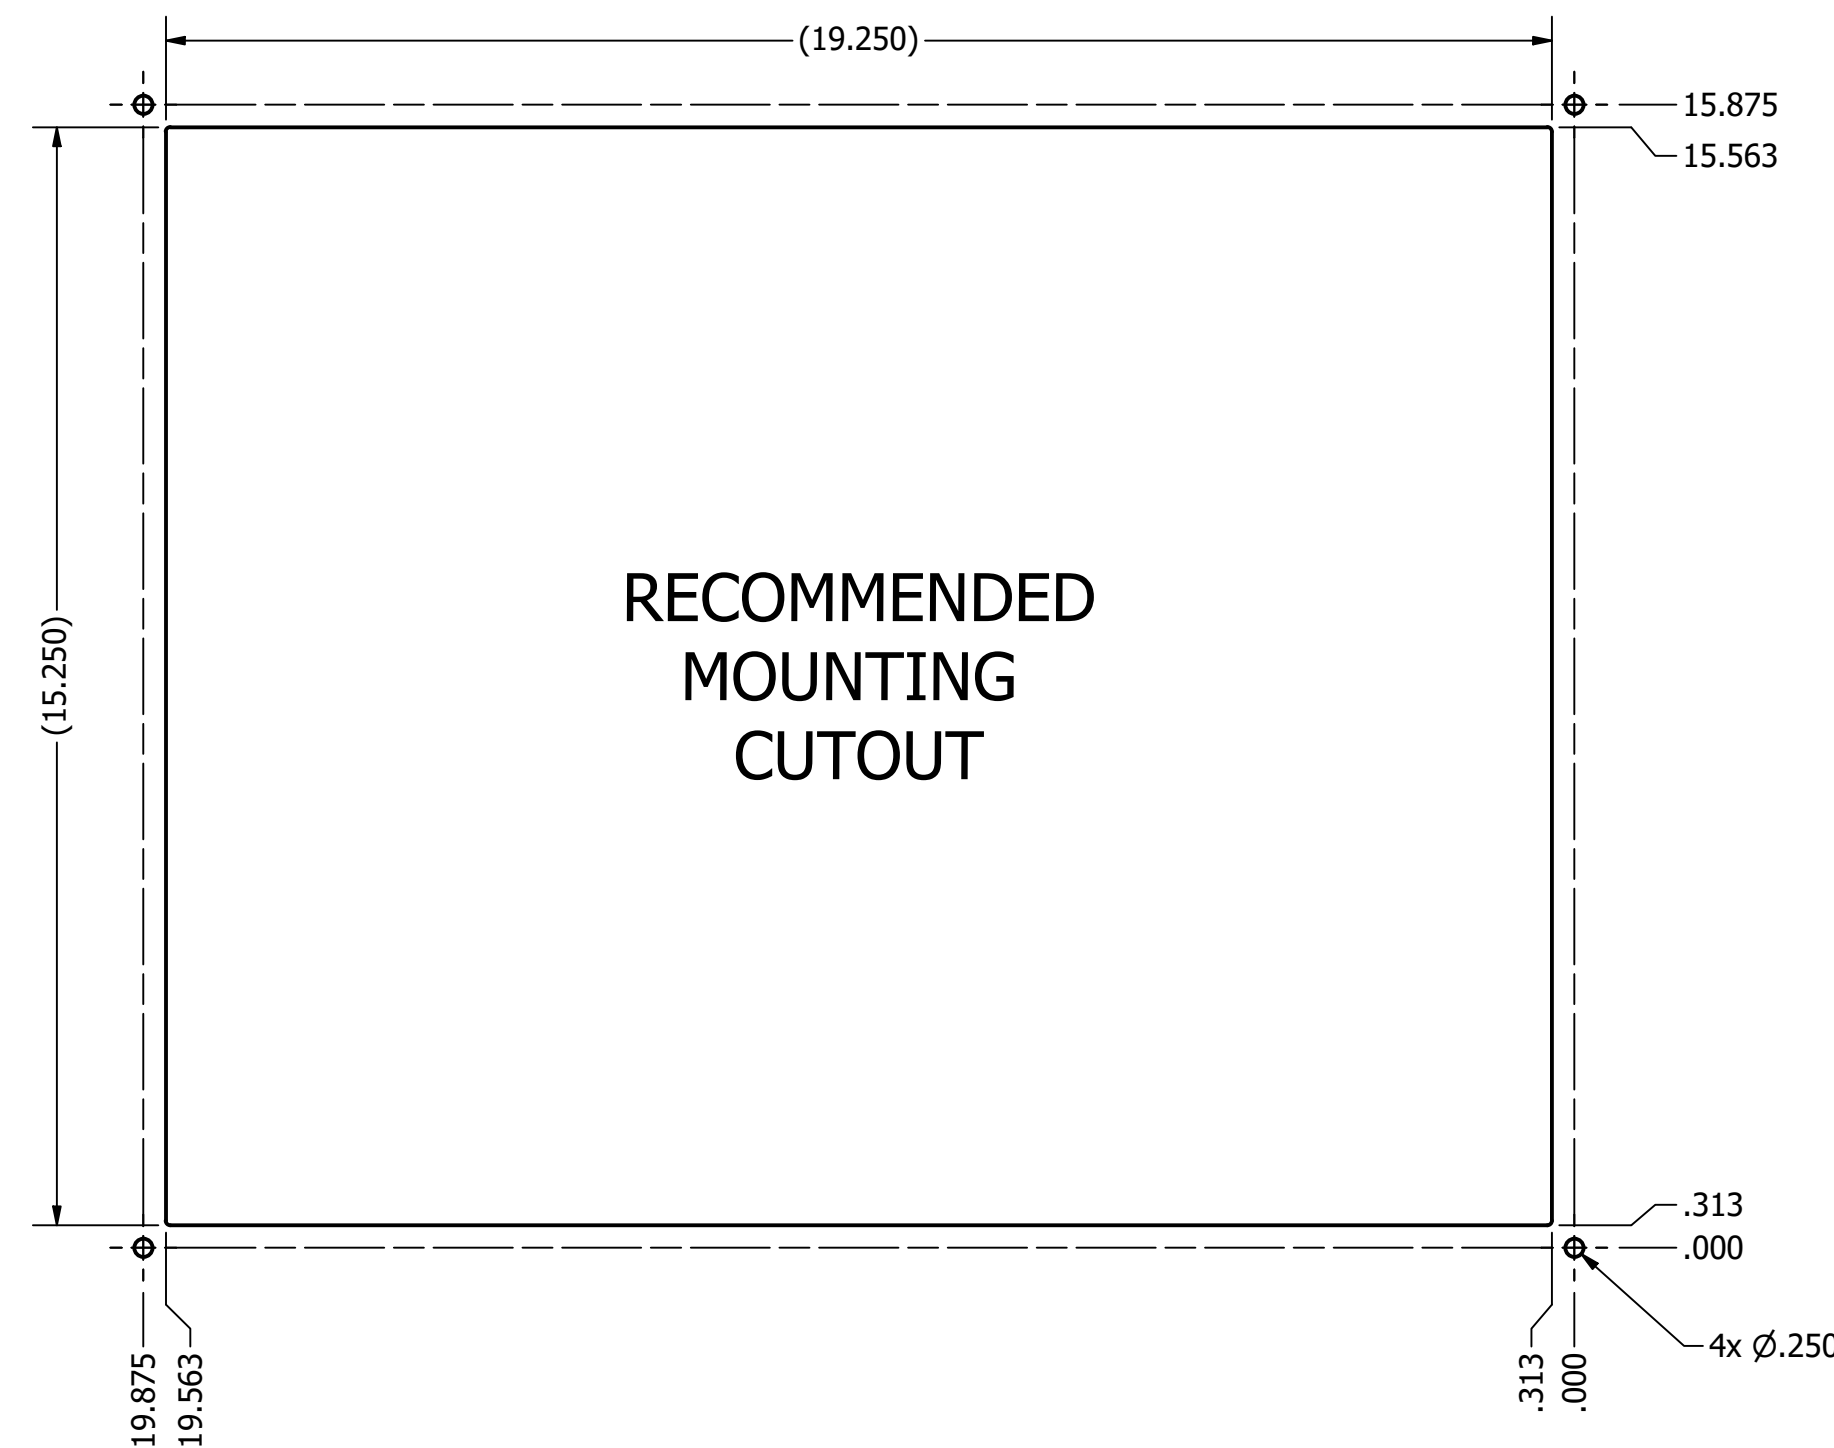 (19.250)
15.875
15.563
(15.250)
RECOMMENDED
MOUNTING
CUTOUT
.313
.000
4x Ø.250
19.875
19.563
.313
.000